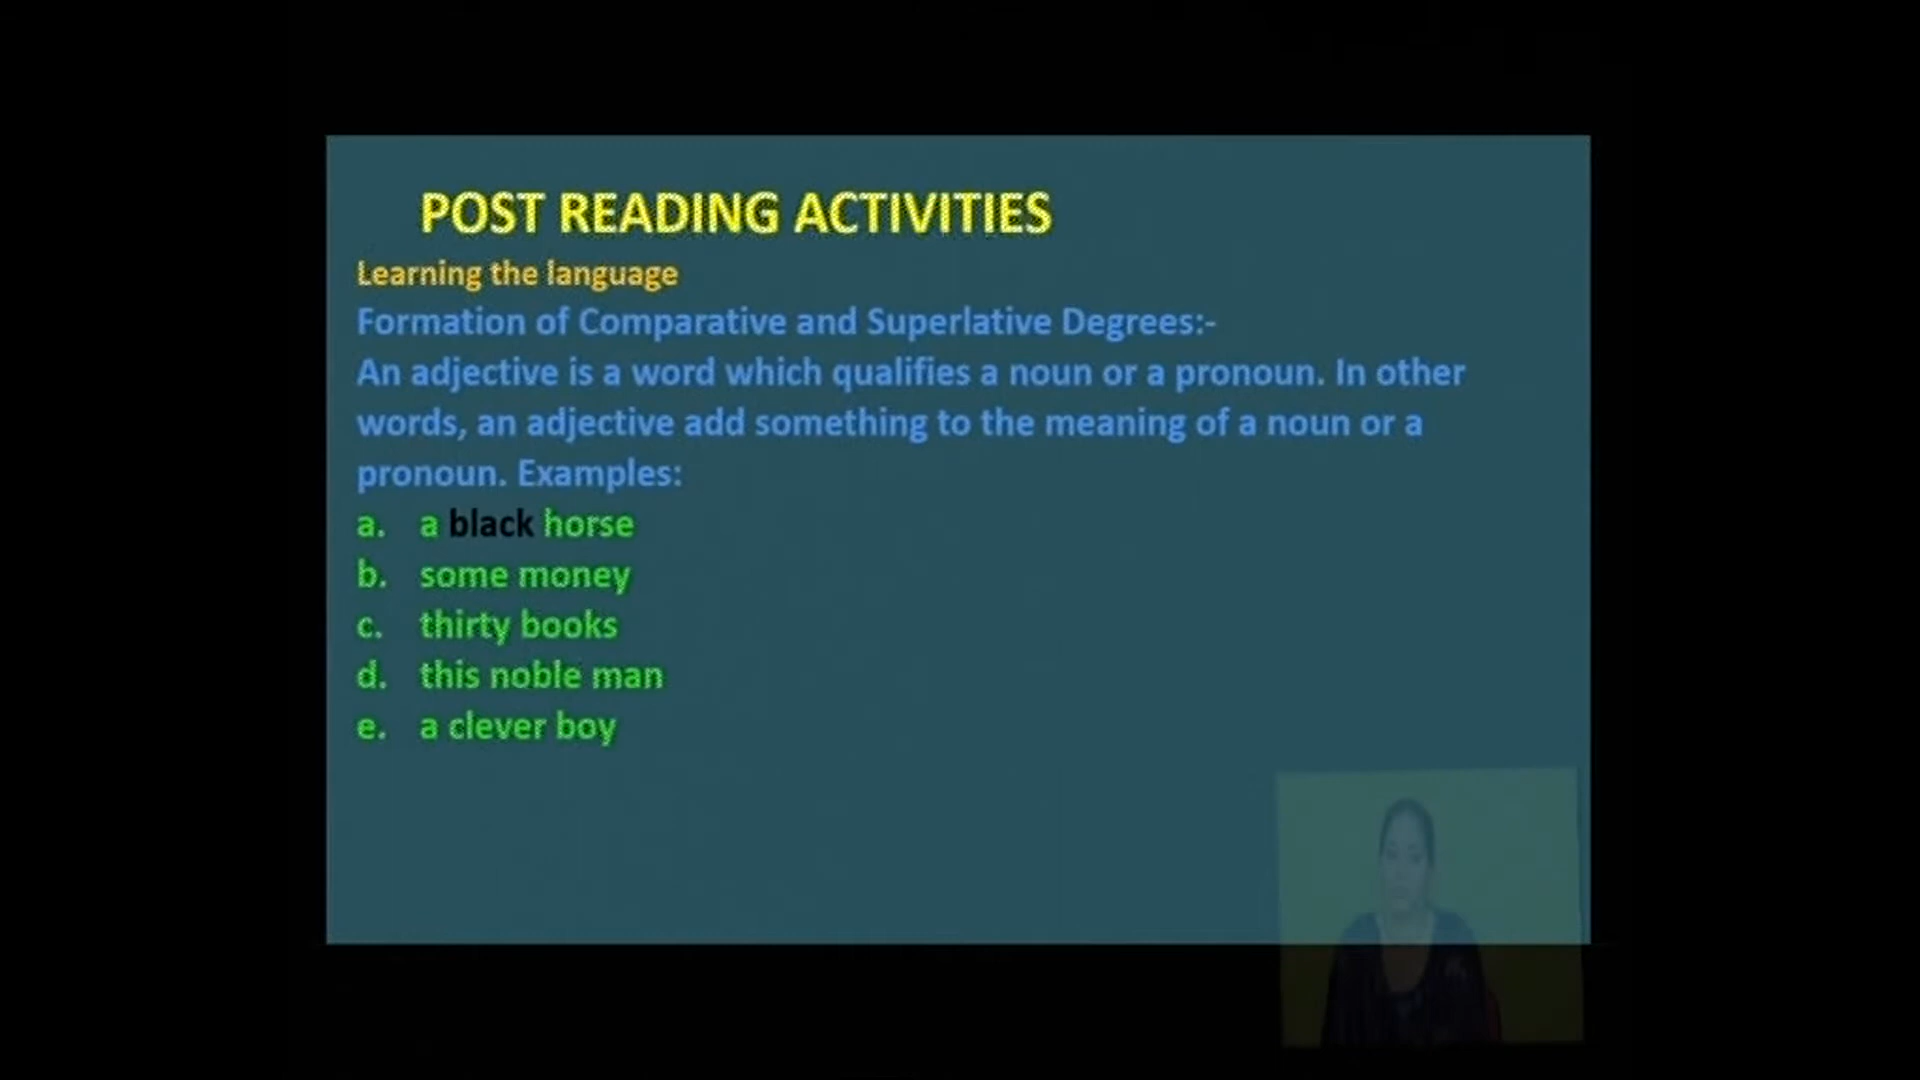 POST READING ACTIVITIES
Learning the language
Formation of Comparative and Superlative Degrees:-
An adjective is a word which qualifies a noun or a pronoun. In other
words, an adjective add something to the meaning of a noun or a
pronoun. Examples:
a. a black horse
b. some money
c. thirty books
d. this noble man
e. a clever boy